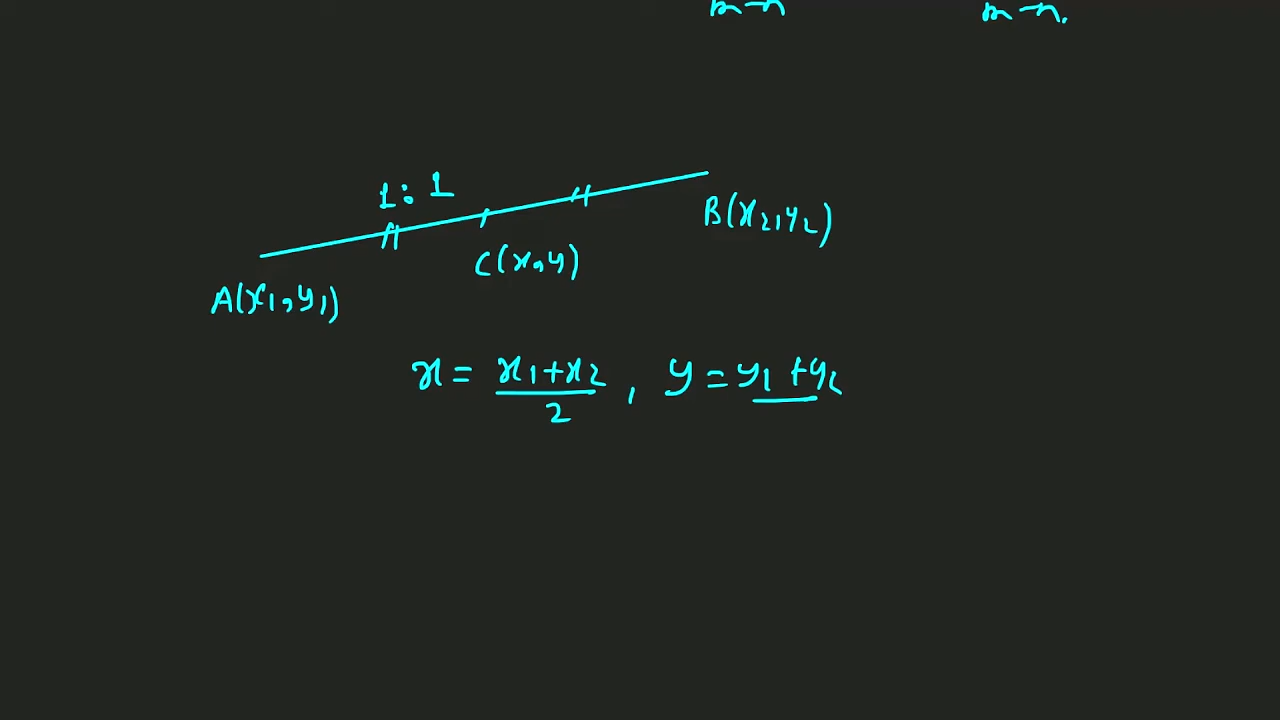 m-n m-n.
1:1
B(x₂,y₂)
C(x,y)
A(x₁,y₁)
x = x₁+x₂/2, y = y₁+y₂